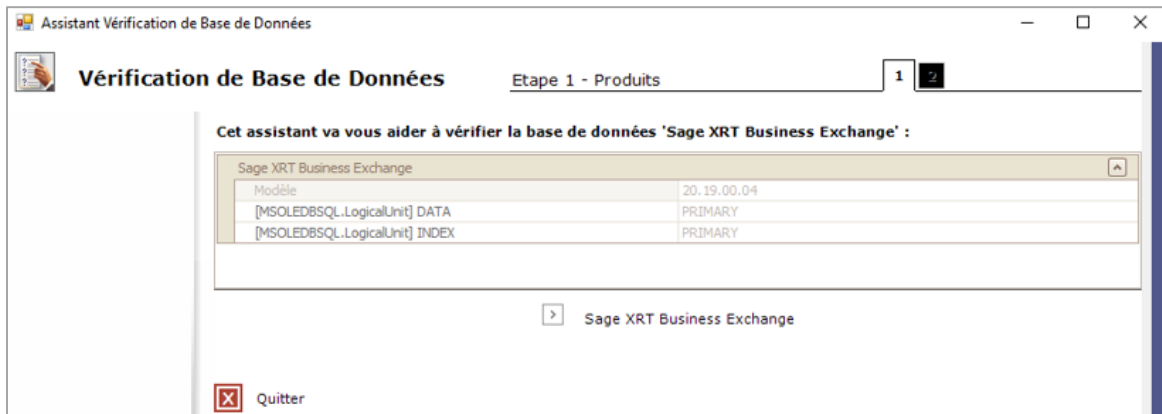 Assistant Vérification de Base de Données
Vérification de Base de Données
Etape 1 - Produits
1 2
Cet assistant va vous aider à vérifier la base de données 'Sage XRT Business Exchange' :
Sage XRT Business Exchange
Modèle 20.19.00.04
[MSOLEDBSQL.LogicalUnit] DATA PRIMARY
[MSOLEDBSQL.LogicalUnit] INDEX PRIMARY
Sage XRT Business Exchange
Quitter